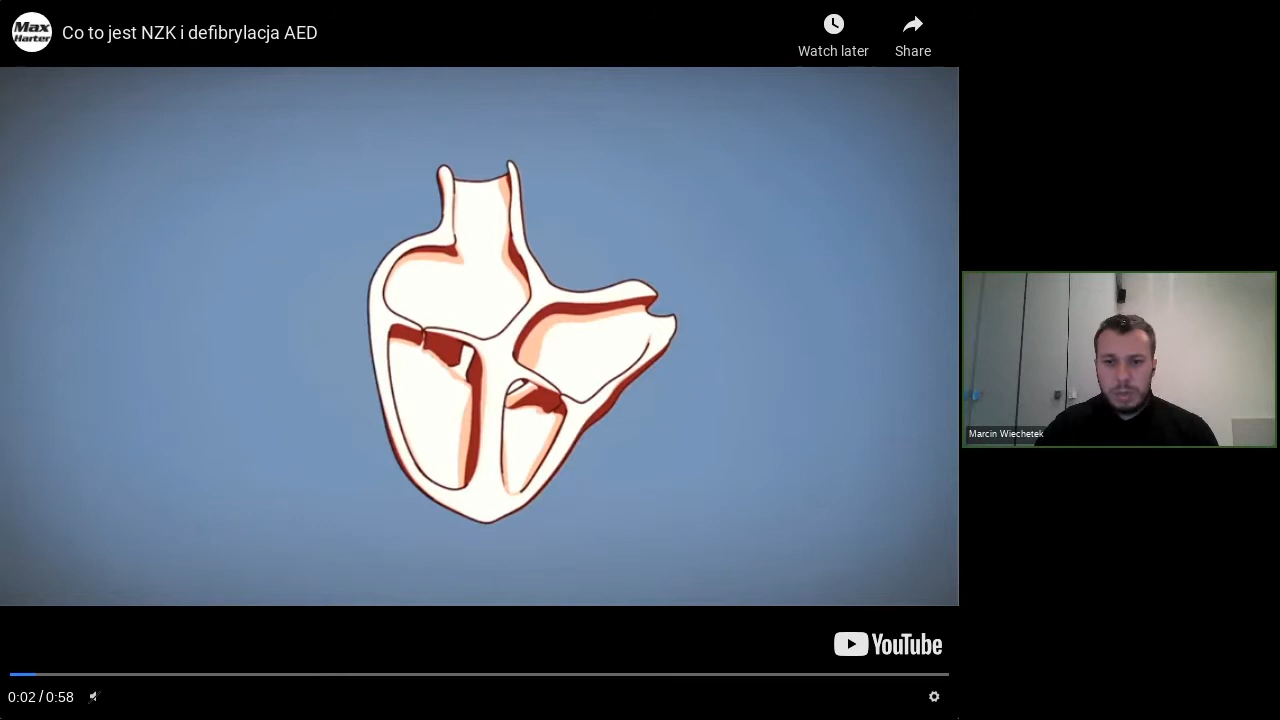 Max
Harter
Co to jest NZK i defibrylacja AED
Watch later
Share
Marcin Wiechetek
YouTube
0:02 / 0:58